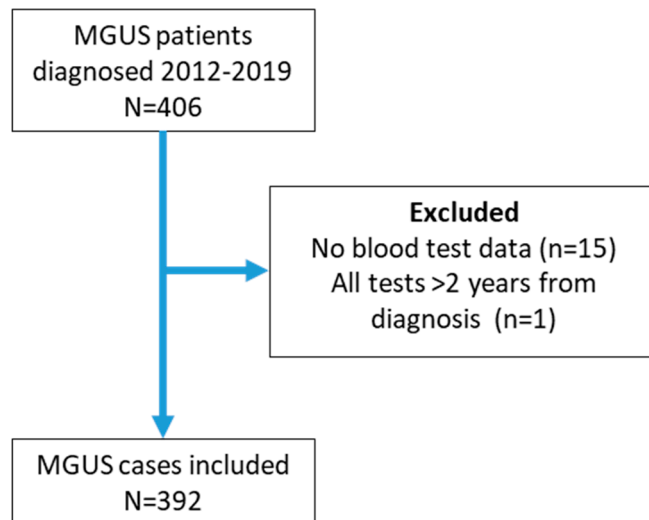 MGUS patients
diagnosed 2012-2019
N=406
Excluded
No blood test data (n=15)
All tests >2 years from
diagnosis (n=1)
MGUS cases included
N=392